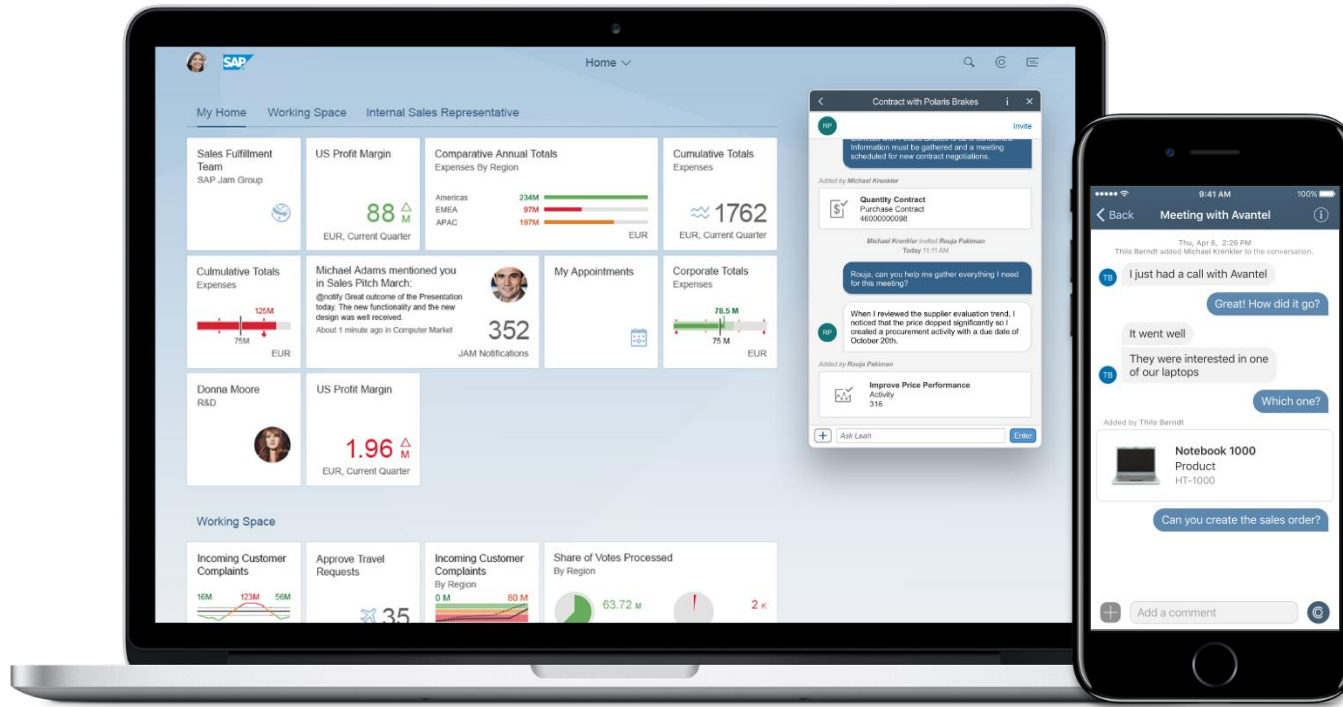 SAP
Home
My Home Working Space Internal Sales Representative
Sales Fulfillment
Team
SAP Jam Group
US Profit Margin
88 M
EUR, Current Quarter
Comparative Annual Totals
Expenses By Region
Americas 234M
EMEA 97M
APAC 197M
EUR
Cumulative Totals
Expenses
1762
EUR, Current Quarter
Culmulative Totals
Expenses
125M
75M
EUR
Michael Adams mentioned you
in Sales Pitch March:
@notify Great outcome of the Presentation
today. The new functionality and the new
design was well received.
About 1 minute ago in Computer Market
352
JAM Notifications
My Appointments
Corporate Totals
Expenses
78.5 M
75 M
EUR
Donna Moore
R&D
US Profit Margin
1.96 M
EUR, Current Quarter
Working Space
Incoming Customer
Complaints
16M 123M 56M
Approve Travel
Requests
35
Incoming Customer
Complaints
By Region
0 M 80 M
Share of Votes Processed
By Region
63.72 M
2 K
Contract with Polaris Brakes
RP
Invite
Information must be gathered and a meeting
scheduled for new contract negotiations.
Added by Michael Krenkler
Quantity Contract
Purchase Contract
46000000098
Michael Krenkler invited Rouja Pakiman
Today 11:11 AM
Rouja, can you help me gather everything I need
for this meeting?
When I reviewed the supplier evaluation trend, I
noticed that the price dopped significantly so I
created a procurement activity with a due date of
October 20th.
RP
Added by Rouja Pakiman
Improve Price Performance
Activity
316
Ask Leah
Enter
9:41 AM 100%
Back Meeting with Avantel
Thu, Apr 6, 2:26 PM
Thilo Berndt added Michael Krenkler to the conversation.
TB
I just had a call with Avantel
Great! How did it go?
It went well
They were interested in one
of our laptops
TB
Which one?
Added by Thilo Berndt
Notebook 1000
Product
HT-1000
Can you create the sales order?
Add a comment